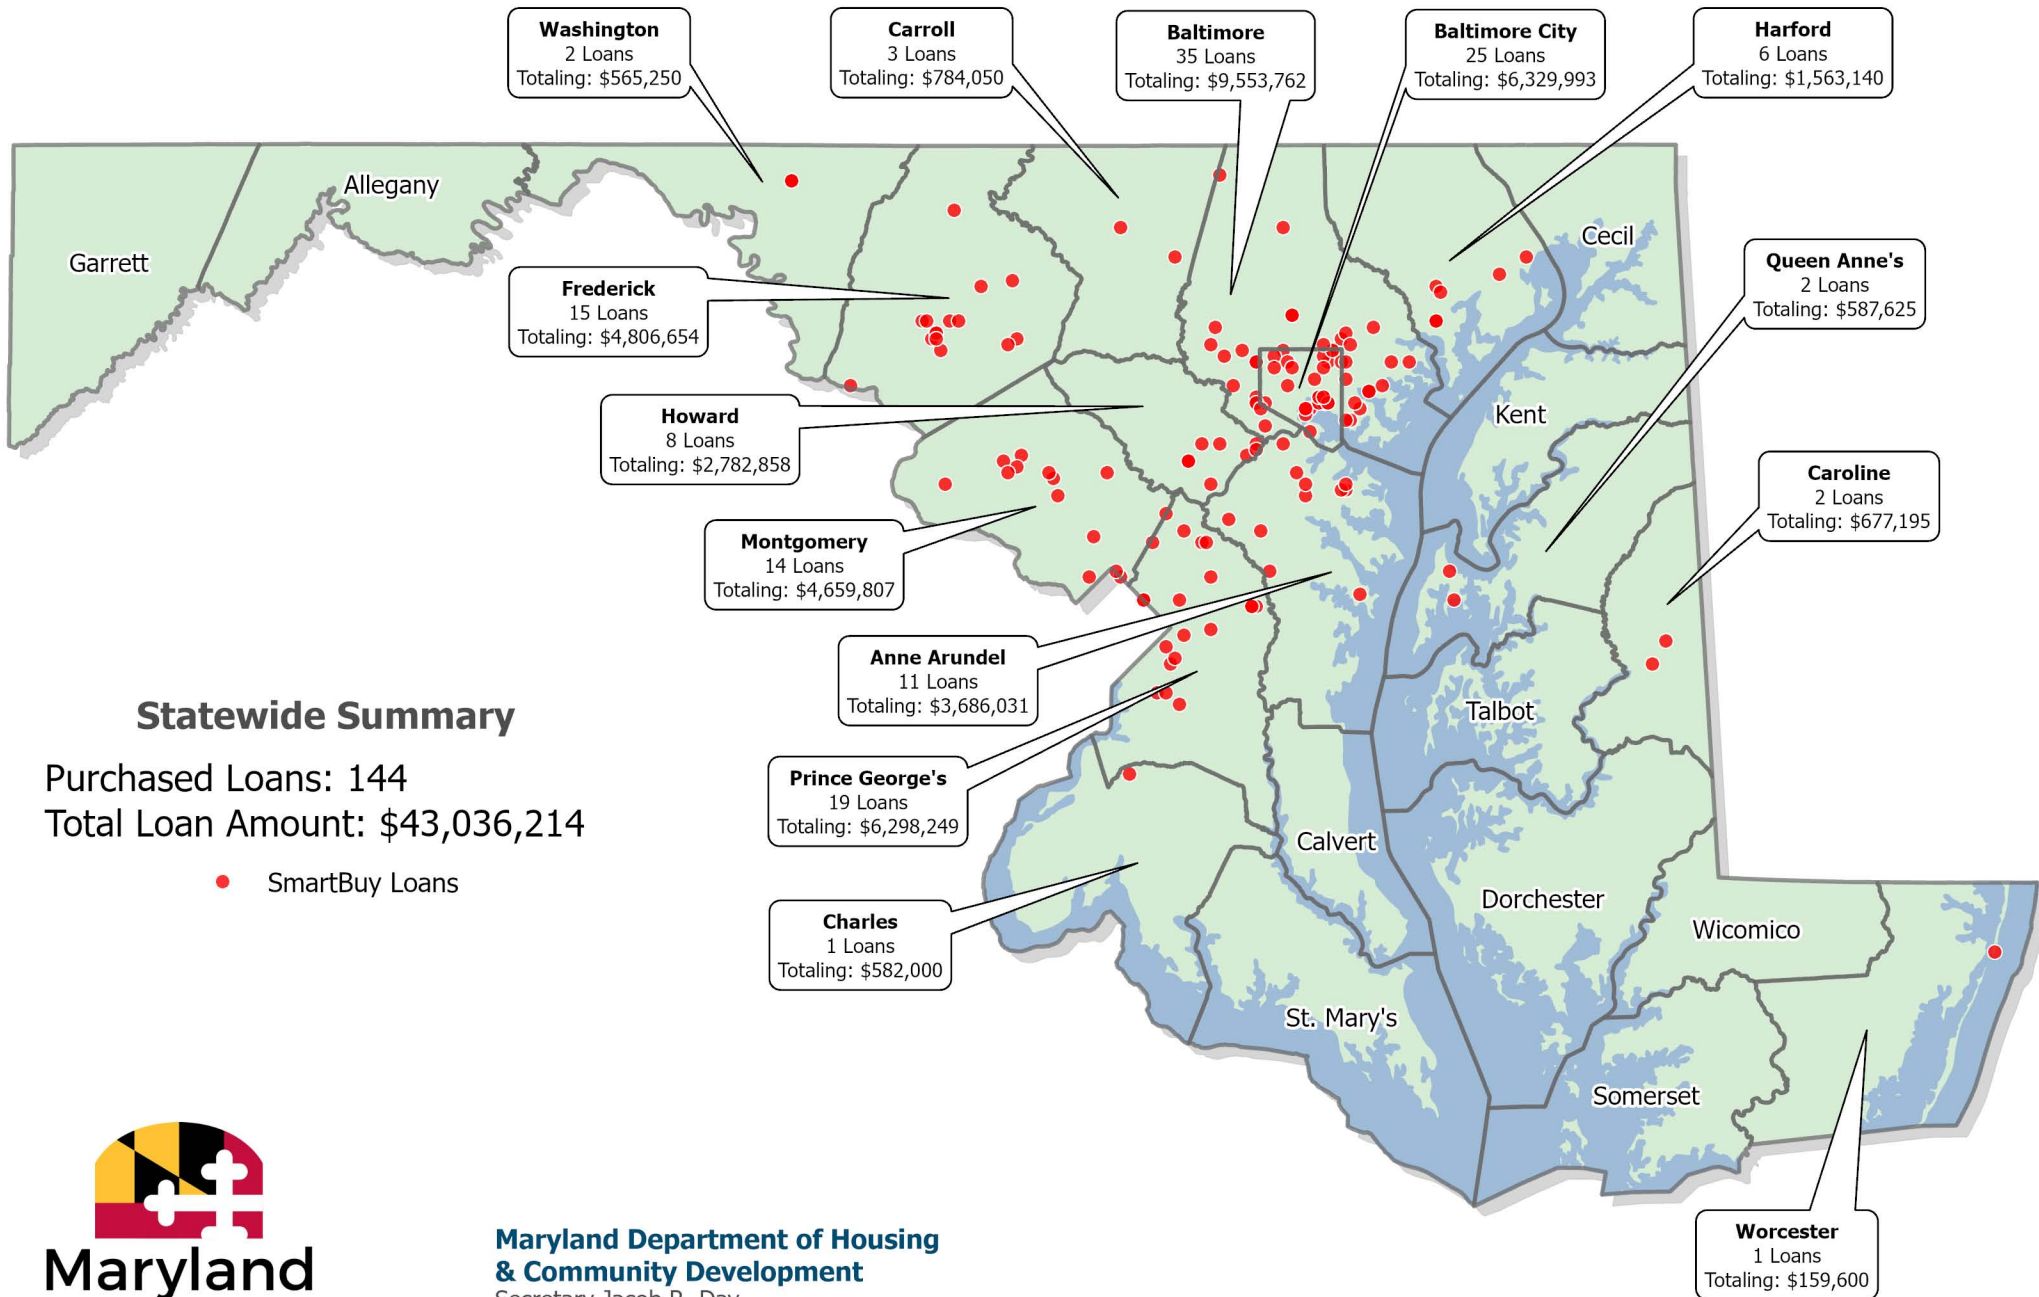 Washington
2 Loans
Totaling: $565,250
Carroll
3 Loans
Totaling: $784,050
Baltimore
35 Loans
Totaling: $9,553,762
Baltimore City
25 Loans
Totaling: $6,329,993
Harford
6 Loans
Totaling: $1,563,140
Allegany
Garrett
Cecil
Queen Anne's
2 Loans
Totaling: $587,625
Frederick
15 Loans
Totaling: $4,806,654
Howard
8 Loans
Totaling: $2,782,858
Kent
Caroline
2 Loans
Totaling: $677,195
Montgomery
14 Loans
Totaling: $4,659,807
Anne Arundel
11 Loans
Totaling: $3,686,031
Talbot
Statewide Summary
Purchased Loans: 144
Total Loan Amount: $43,036,214
SmartBuy Loans
Prince George's
19 Loans
Totaling: $6,298,249
Calvert
Dorchester
Wicomico
Charles
1 Loans
Totaling: $582,000
St. Mary's
Somerset
Worcester
1 Loans
Totaling: $159,600
Maryland
Maryland Department of Housing
& Community Development
Secretary Jacob R. Day